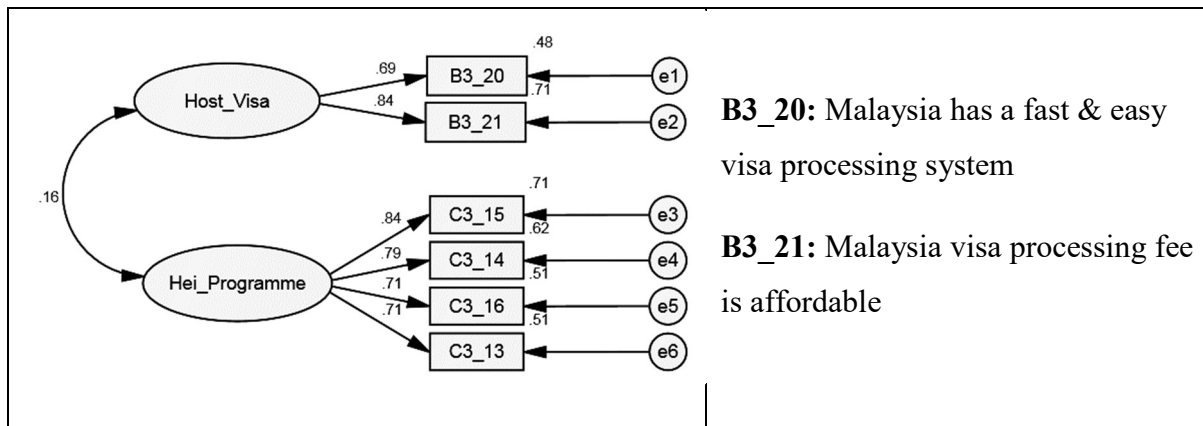 .48
.69
B3_20
e1
Host_Visa
.71
.84
B3_21
e2
.16
.71
.84
C3_15
e3
.62
.79
C3_14
e4
.51
Hei_Programme
.71
C3_16
e5
.51
.71
C3_13
e6
B3_20: Malaysia has a fast & easy
visa processing system
B3_21: Malaysia visa processing fee
is affordable